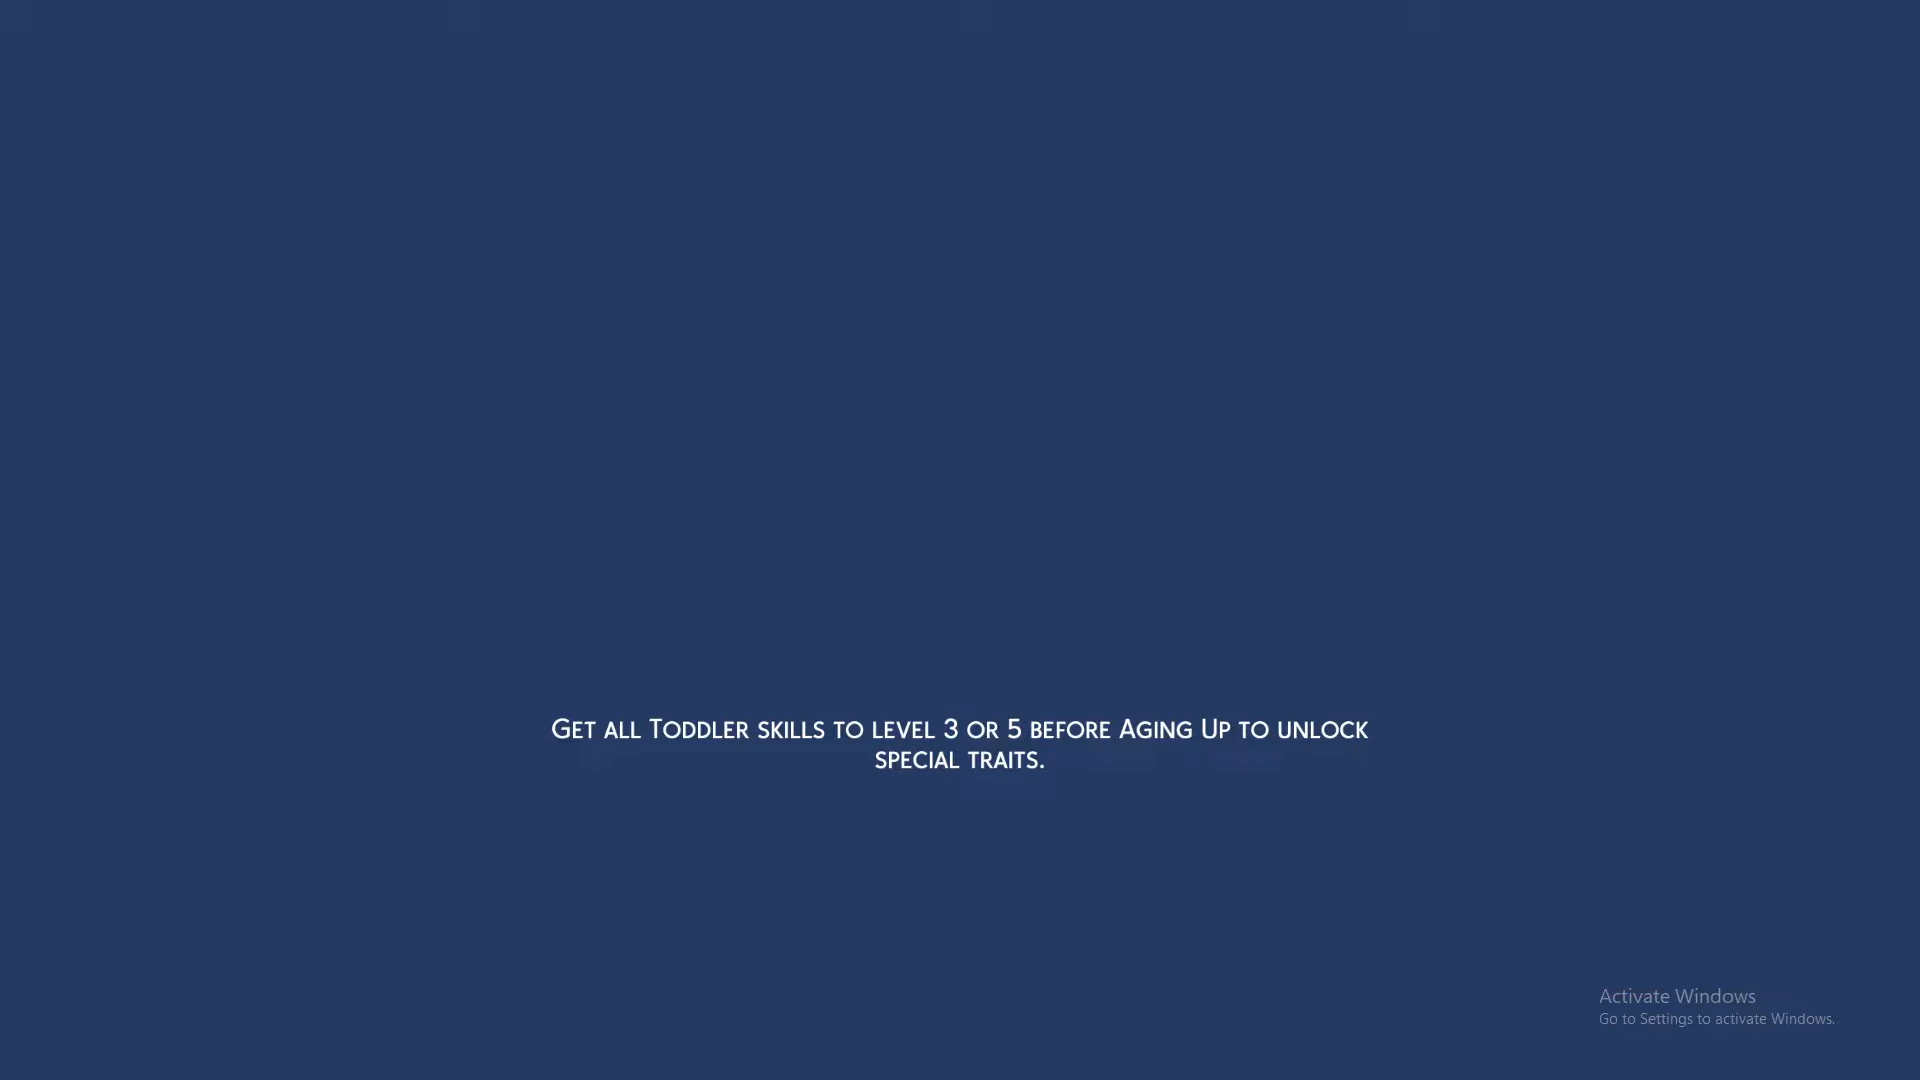 Get all Toddler skills to level 3 or 5 before Aging Up to unlock
special traits.
Activate Windows
Go to Settings to activate Windows.